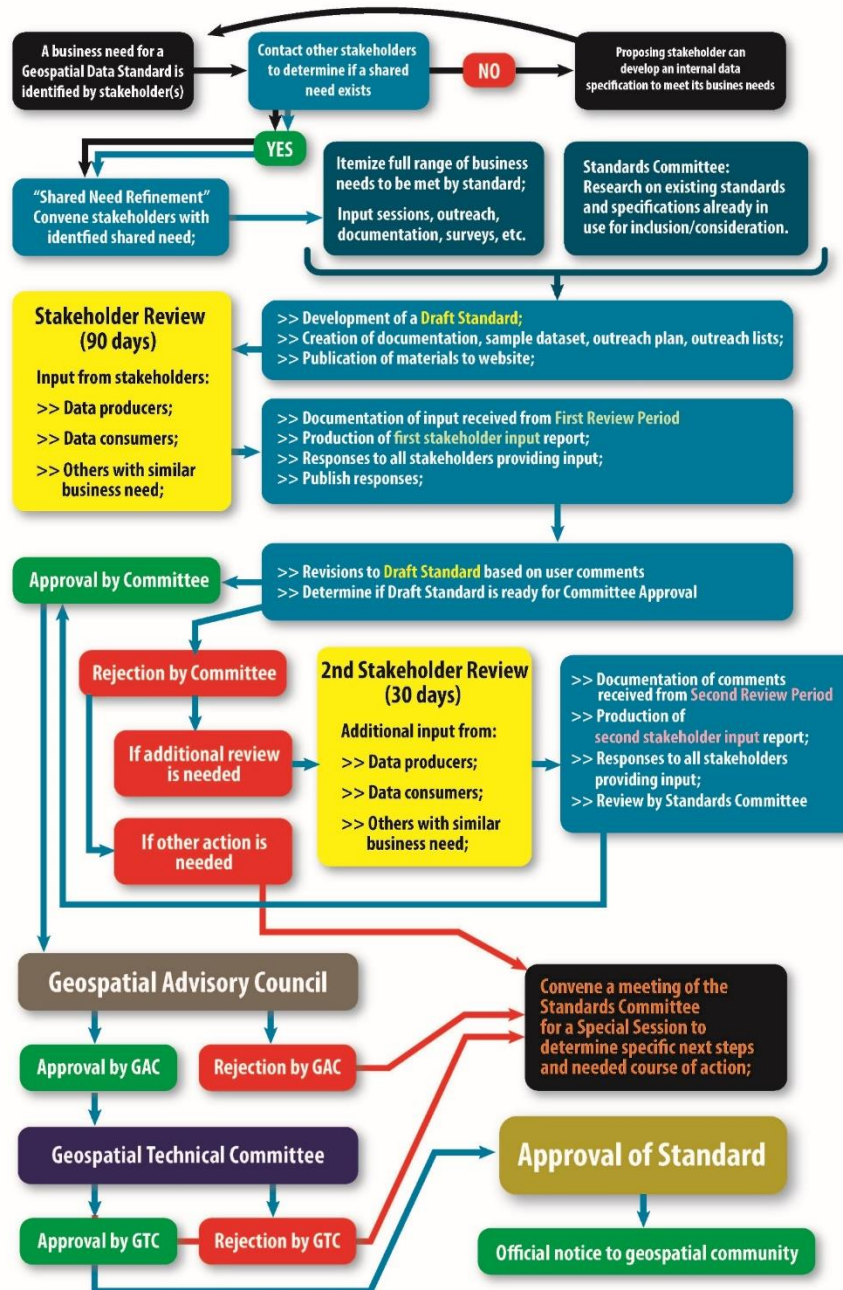 A business need for a
Geospatial Data Standard is
identified by stakeholder(s)
Contact other stakeholders
to determine if a shared
need exists
NO
Proposing stakeholder can
develop an internal data
specification to meet its busines needs
YES
“Shared Need Refinement”
Convene stakeholders with
identfied shared need;
Itemize full range of business
needs to be met by standard;
Input sessions, outreach,
documentation, surveys, etc.
Standards Committee:
Research on existing standards
and specifications already in
use for inclusion/consideration.
Stakeholder Review
(90 days)
Input from stakeholders:
>> Data producers;
>> Data consumers;
>> Others with similar
business need;
>> Development of a Draft Standard;
>> Creation of documentation, sample dataset, outreach plan, outreach lists;
>> Publication of materials to website;
>> Documentation of input received from First Review Period
>> Production of first stakeholder input report;
>> Responses to all stakeholders providing input;
>> Publish responses;
Approval by Committee
>> Revisions to Draft Standard based on user comments
>> Determine if Draft Standard is ready for Committee Approval
Rejection by Committee
If additional review
is needed
If other action is
needed
2nd Stakeholder Review
(30 days)
Additional input from:
>> Data producers;
>> Data consumers;
>> Others with similar
business need;
>> Documentation of comments
received from Second Review Period
>> Production of
second stakeholder input report;
>> Responses to all stakeholders
providing input;
>> Review by Standards Committee
Geospatial Advisory Council
Approval by GAC
Rejection by GAC
Convene a meeting of the
Standards Committee
for a Special Session to
determine specific next steps
and needed course of action;
Geospatial Technical Committee
Approval by GTC
Rejection by GTC
Approval of Standard
Official notice to geospatial community